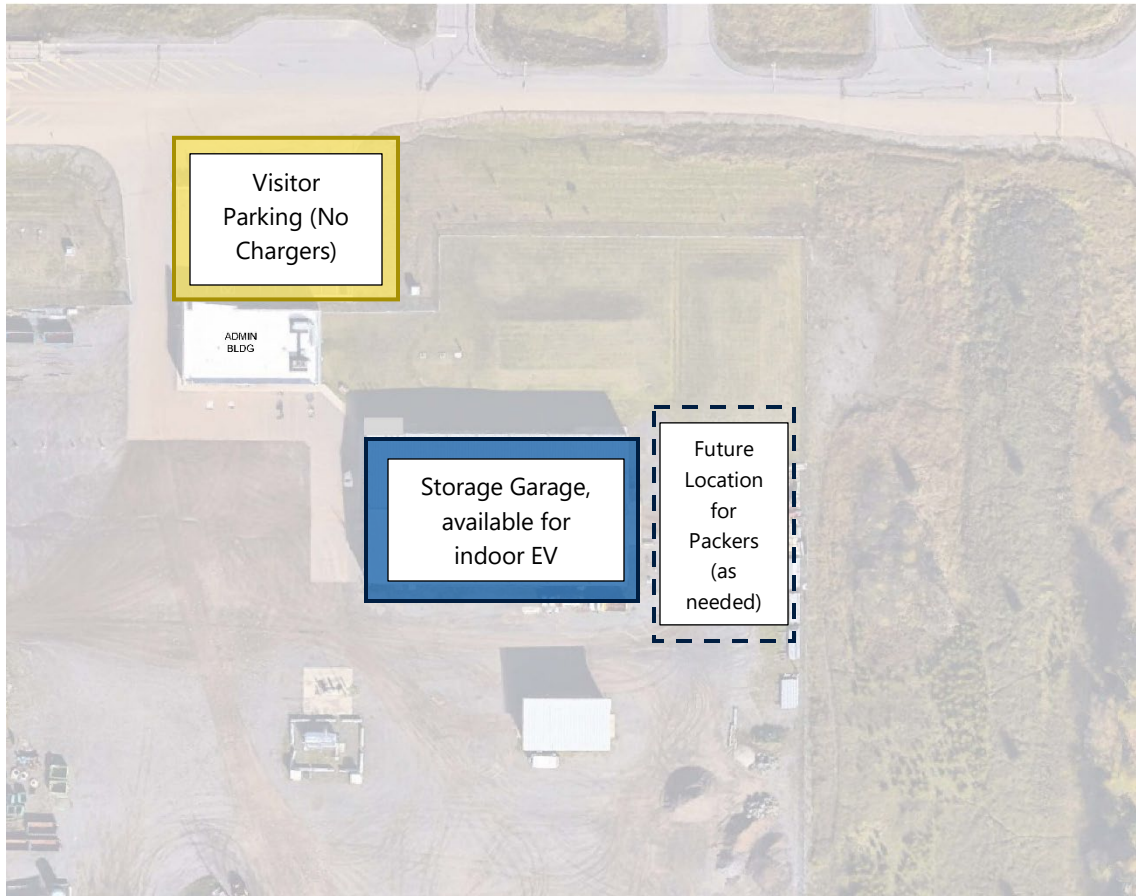 Visitor
Parking (No
Chargers)
ADMIN
BLDG
Storage Garage,
available for
indoor EV
Future
Location
for
Packers
(as
needed)